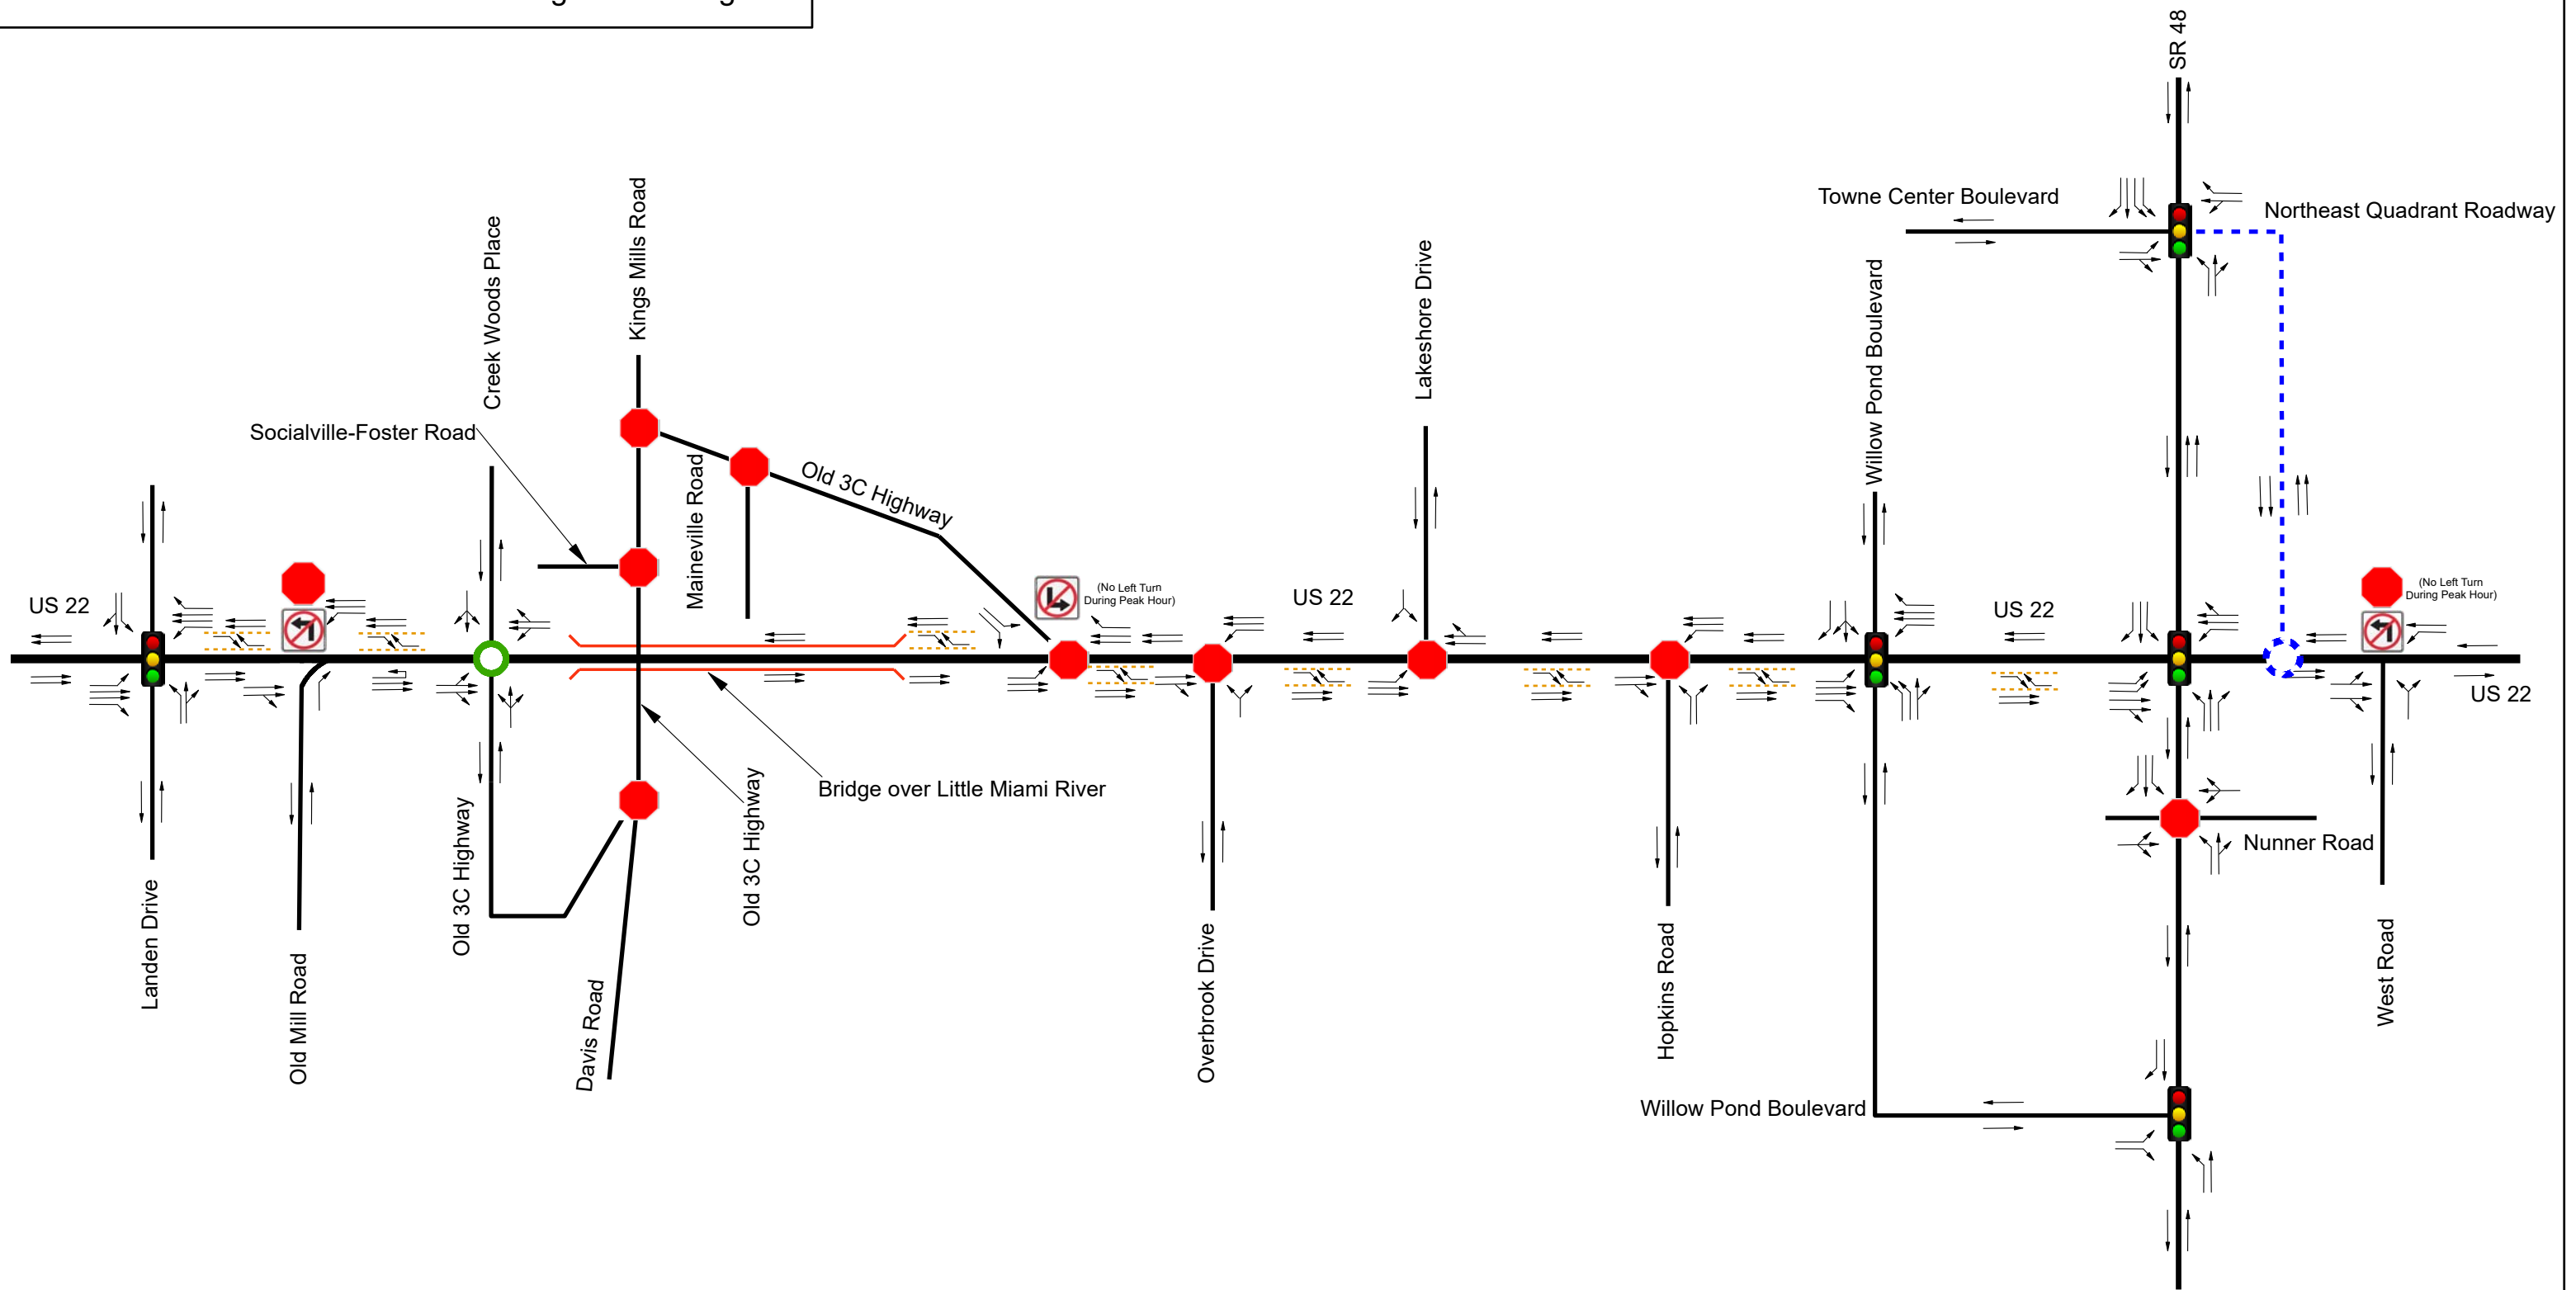 SR 48
Towne Center Boulevard
Northeast Quadrant Roadway
Kings Mills Road
Creek Woods Place
Lakeshore Drive
Willow Pond Boulevard
Socialville-Foster Road
Maineville Road
Old 3C Highway
US 22
(No Left Turn
During Peak Hour)
US 22
US 22
(No Left Turn
During Peak Hour)
US 22
Bridge over Little Miami River
Old 3C Highway
Old 3C Highway
Nunner Road
Landen Drive
Old Mill Road
Davis Road
Overbrook Drive
Hopkins Road
West Road
Willow Pond Boulevard